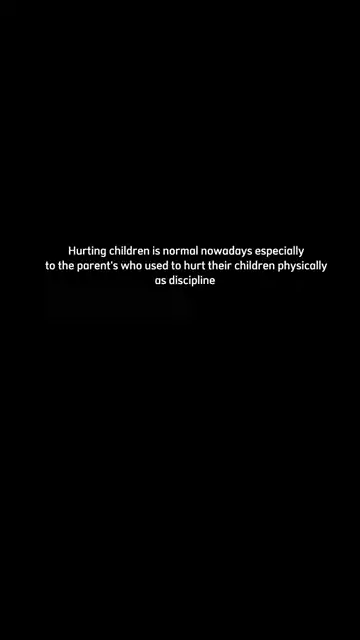 Hurting children is normal nowadays especially
to the parent's who used to hurt their children physically
as discipline